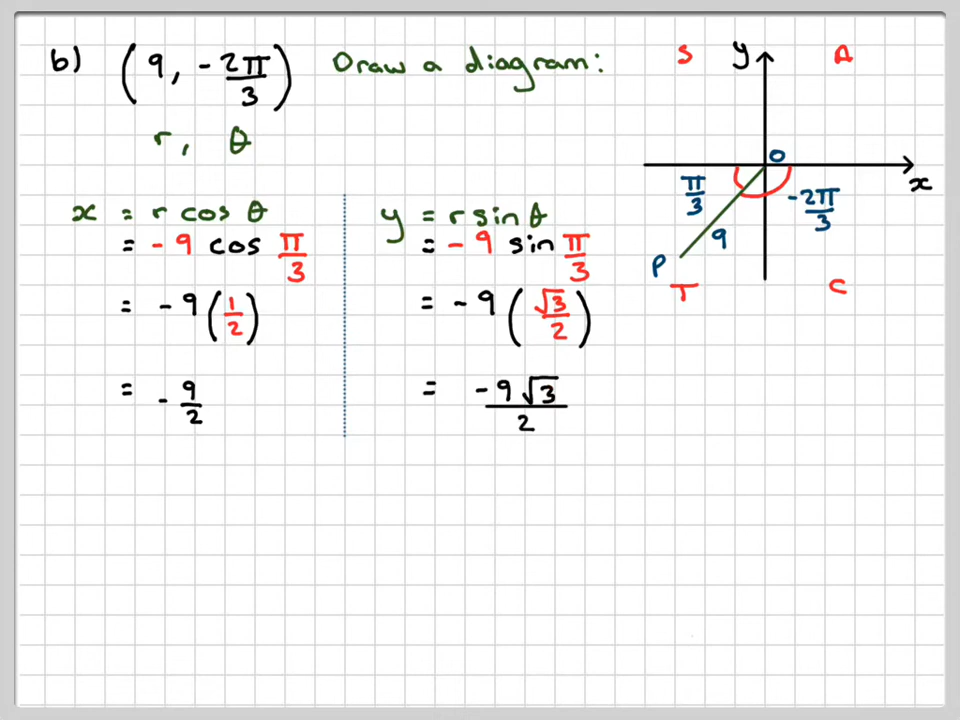 b) (9, -2π/3) Draw a diagram:
r, θ
x = r cos θ
= -9 cos π/3
= -9 (1/2)
= -9/2
y = r sin θ
= -9 sin π/3
= -9 (√3/2)
= -9√3/2
S y A
O
x
π/3 -2π/3
9
P
T C